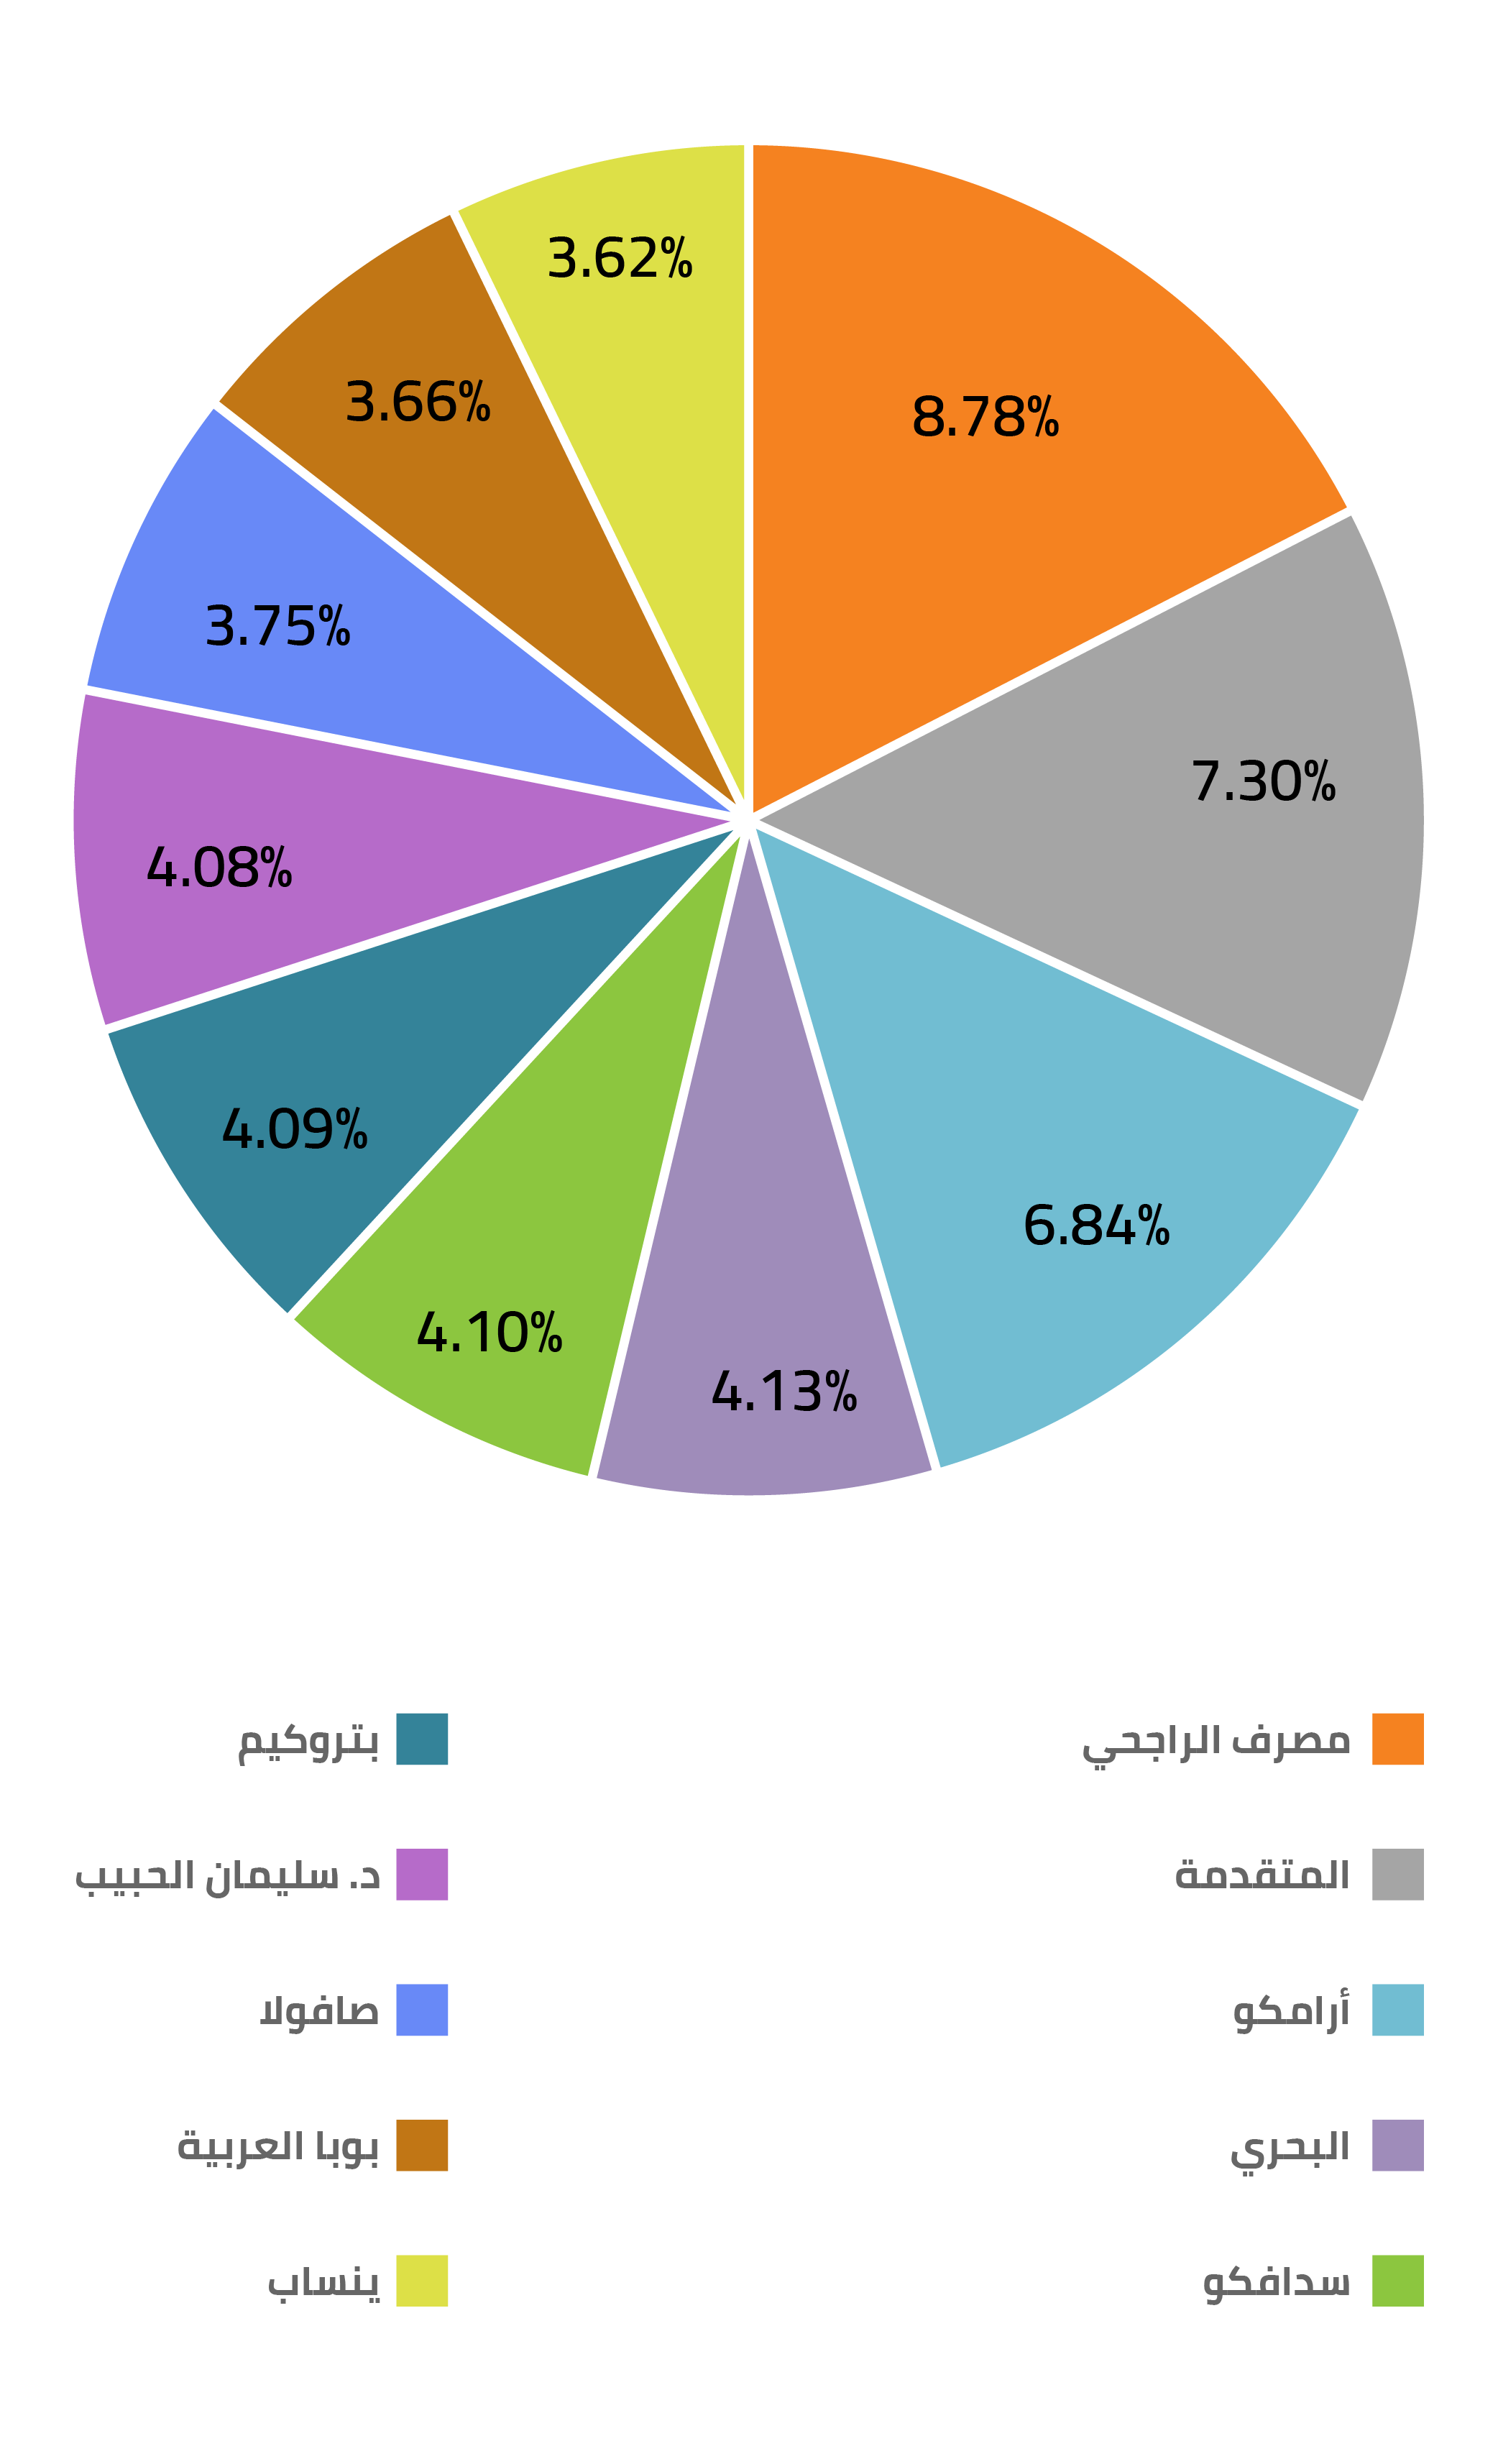 3.62%
8.78%
3.66%
3.75%
7.30%
4.08%
4.09%
6.84%
4.10%
4.13%
مصرف الراجحي
بتروكيم
المتقدمة
د. سليمان الحبيب
أرامكو
صافولا
البحري
بوبا العربية
سدافكو
ينساب